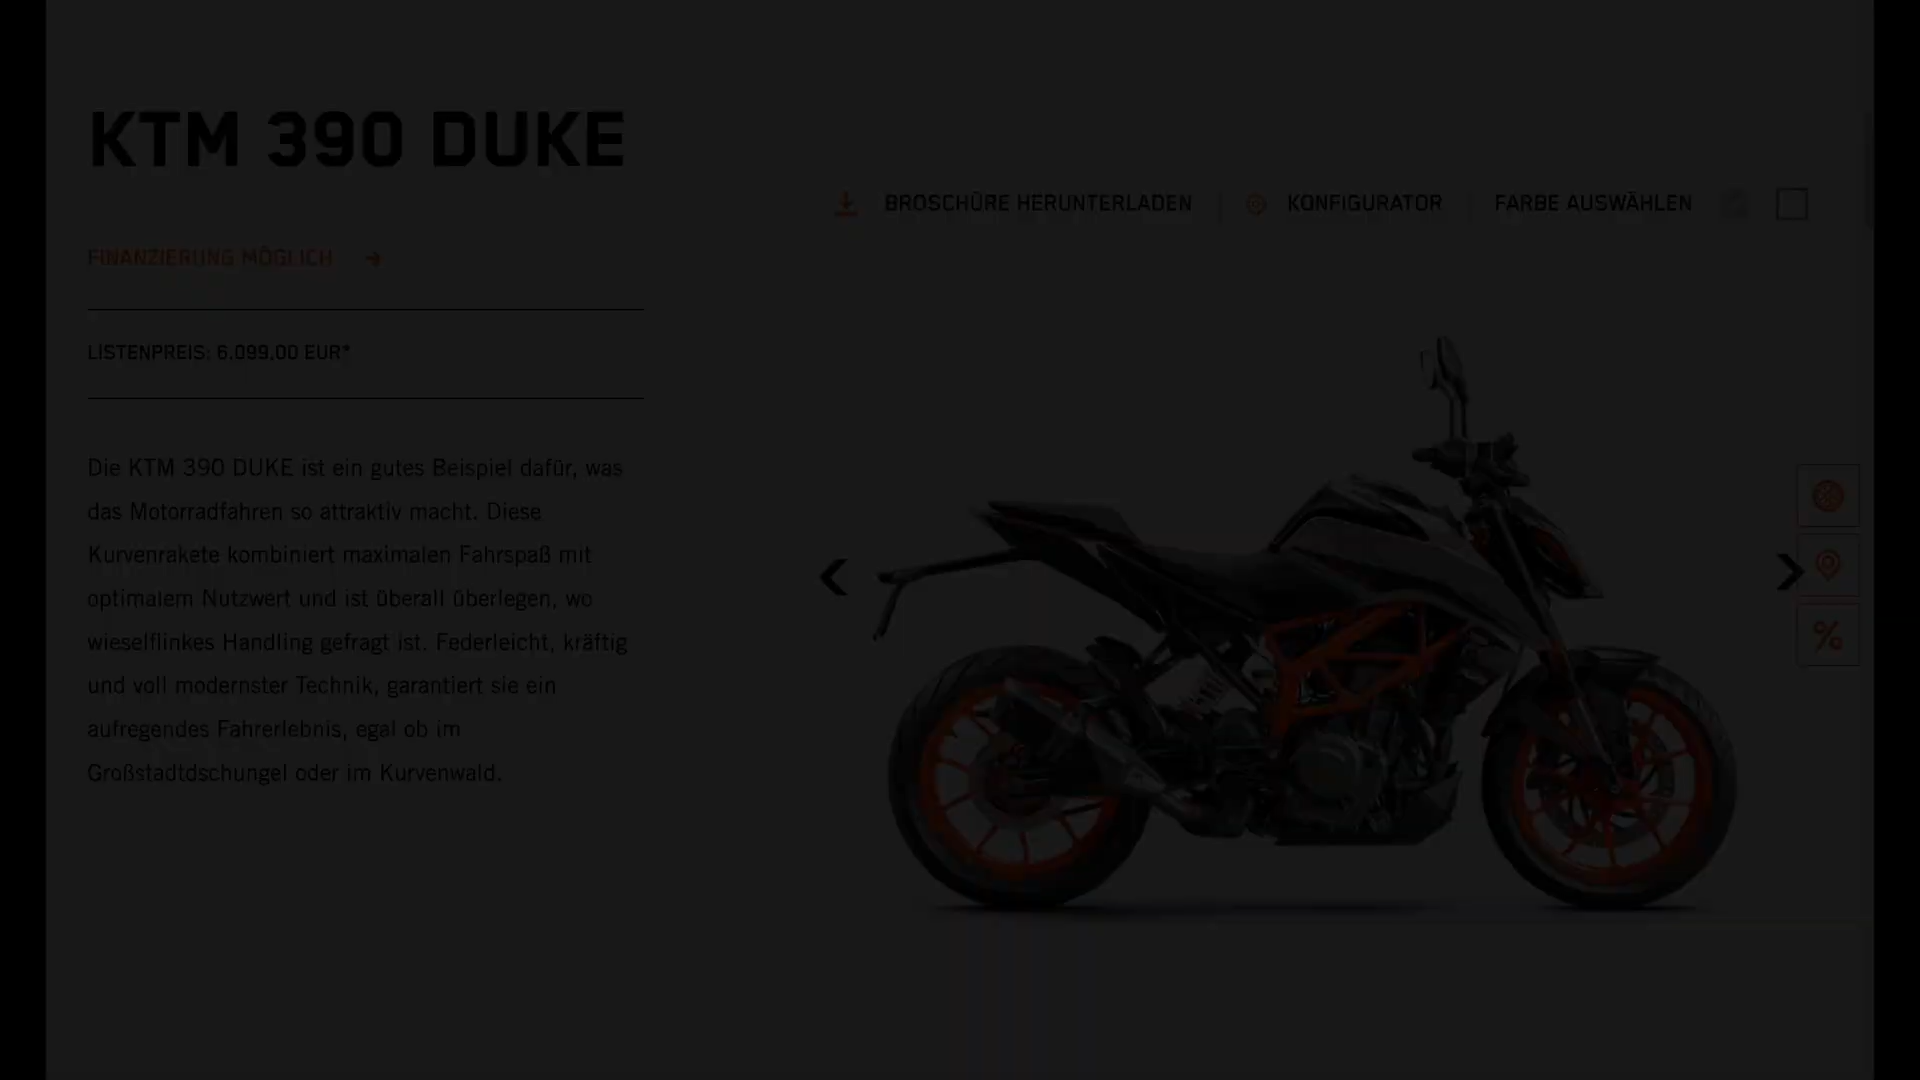 KTM 390 DUKE
BROSCHÜRE HERUNTERLADEN
KONFIGURATOR
FARBE AUSWÄHLEN
FINANZIERUNG MÖGLICH
LISTENPREIS: 6.099,00 EUR*
Die KTM 390 DUKE ist ein gutes Beispiel dafür, was
das Motorradfahren so attraktiv macht. Diese
Kurvenrakete kombiniert maximalen Fahrspaß mit
optimalem Nutzwert und ist überall überlegen, wo
wieselflinkes Handling gefragt ist. Federleicht, kräftig
und voll modernster Technik, garantiert sie ein
aufregendes Fahrerlebnis, egal ob im
Großstadtdschungel oder im Kurvenwald.
%